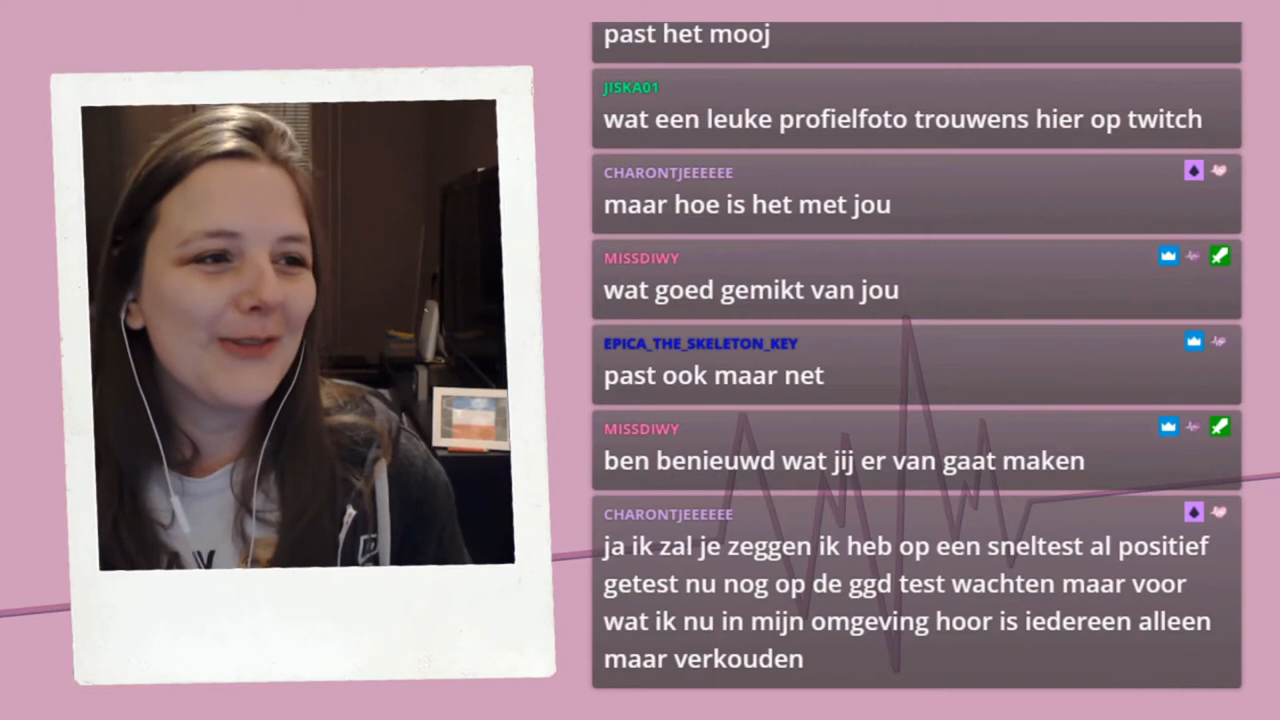 past het mooj
JISKA01
wat een leuke profielfoto trouwens hier op twitch
CHARONTJEEEEEE
maar hoe is het met jou
MISSDIWY
wat goed gemikt van jou
EPICA_THE_SKELETON_KEY
past ook maar net
MISSDIWY
ben benieuwd wat jij er van gaat maken
CHARONTJEEEEEE
ja ik zal je zeggen ik heb op een sneltest al positief
getest nu nog op de ggd test wachten maar voor
wat ik nu in mijn omgeving hoor is iedereen alleen
maar verkouden